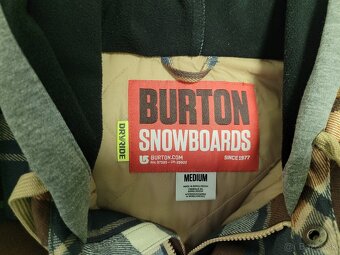 BURTON
SNOWBOARDS
BURTON.COM
SINCE 1977
DRYRIDE
MEDIUM